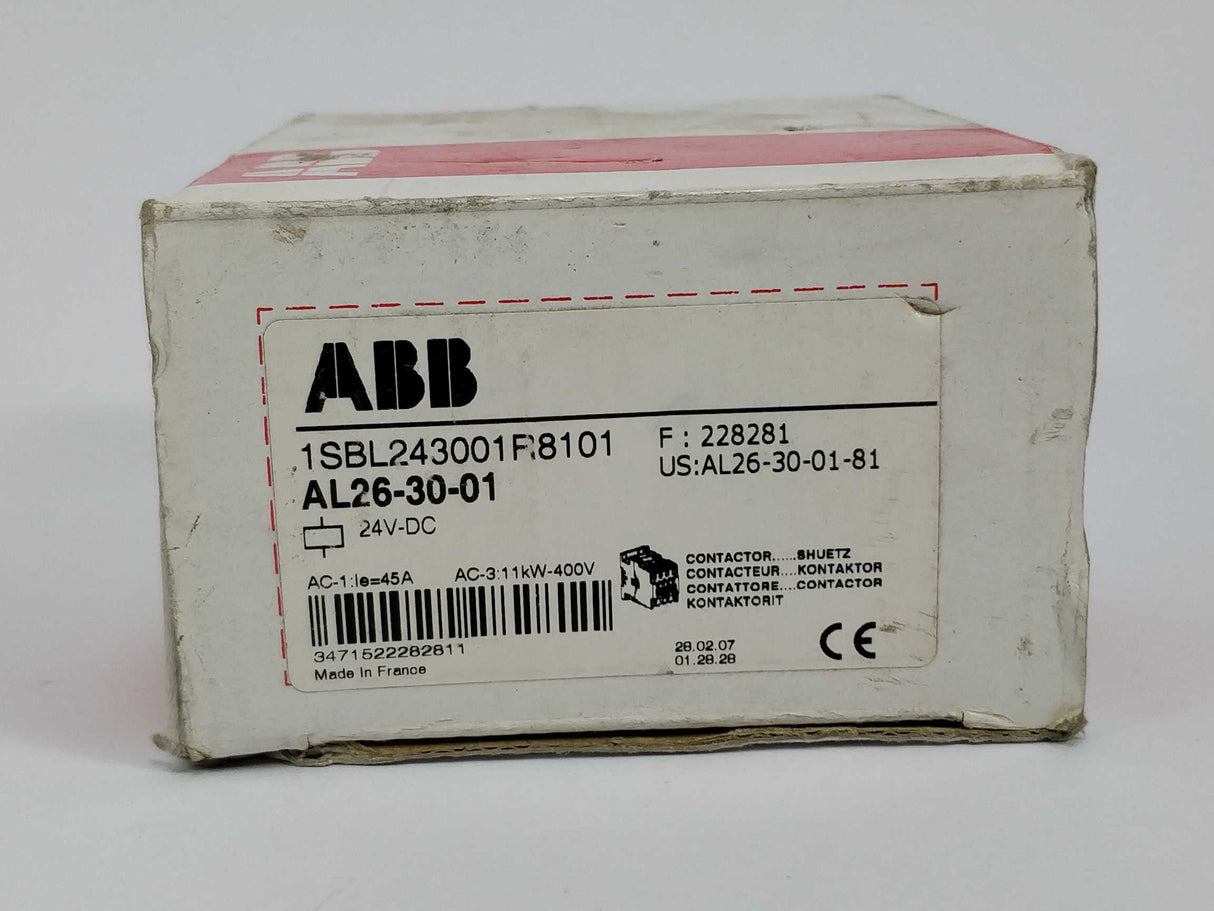 ABB
ABB
1SBL243001R8101
F : 228281
AL26-30-01
US:AL26-30-01-81
24V-DC
AC-1:Ie=45A
AC-3:11kW-400V
CONTACTOR.....SHUETZ
CONTACTEUR...KONTAKTOR
CONTATTORE....CONTACTOR
KONTAKTORIT
3471522282811
Made in France
28.02.07
01.28.28
CE